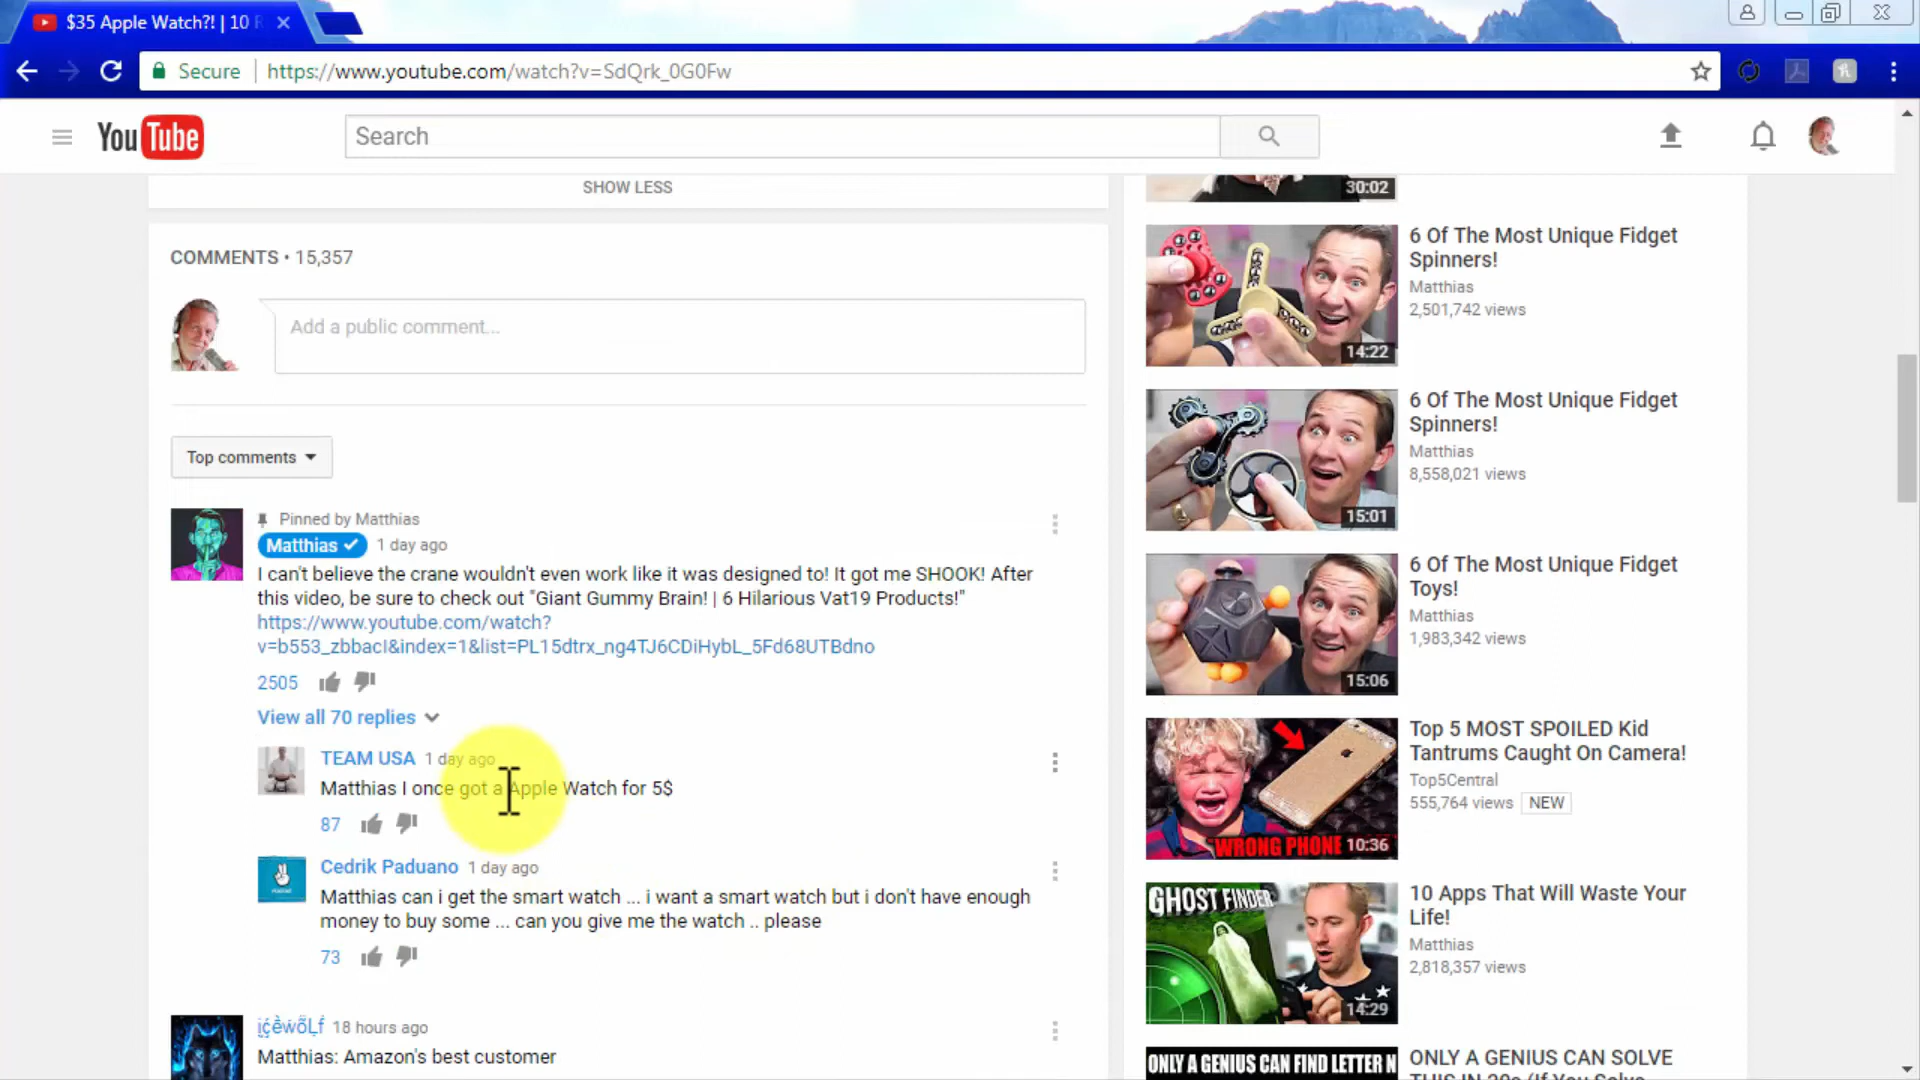 $35 Apple Watch?! | 10
Secure https://www.youtube.com/watch?v=SdQrk_0G0Fw
YouTube
Search
SHOW LESS
COMMENTS • 15,357
Add a public comment...
Top comments
Pinned by Matthias
Matthias 1 day ago
I can't believe the crane wouldn't even work like it was designed to! It got me SHOOK! After
this video, be sure to check out "Giant Gummy Brain! | 6 Hilarious Vat19 Products!"
https://www.youtube.com/watch?
v=b553_zbbacI&index=1&list=PL15dtrx_ng4TJ6CDiHybL_5Fd68UTBdno
2505
View all 70 replies
TEAM USA 1 day ago
Matthias I once got a Apple Watch for 5$
87
Cedrik Paduano 1 day ago
Matthias can i get the smart watch ... i want a smart watch but i don't have enough
money to buy some ... can you give me the watch .. please
73
18 hours ago
Matthias: Amazon's best customer
30:02
6 Of The Most Unique Fidget
Spinners!
Matthias
2,501,742 views
14:22
6 Of The Most Unique Fidget
Spinners!
Matthias
8,558,021 views
15:01
6 Of The Most Unique Fidget
Toys!
Matthias
1,983,342 views
15:06
Top 5 MOST SPOILED Kid
Tantrums Caught On Camera!
Top5Central
555,764 views NEW
WRONG PHONE 10:36
10 Apps That Will Waste Your
Life!
Matthias
2,818,357 views
GHOST FINDER
14:29
ONLY A GENIUS CAN FIND LETTER N
ONLY A GENIUS CAN SOLVE